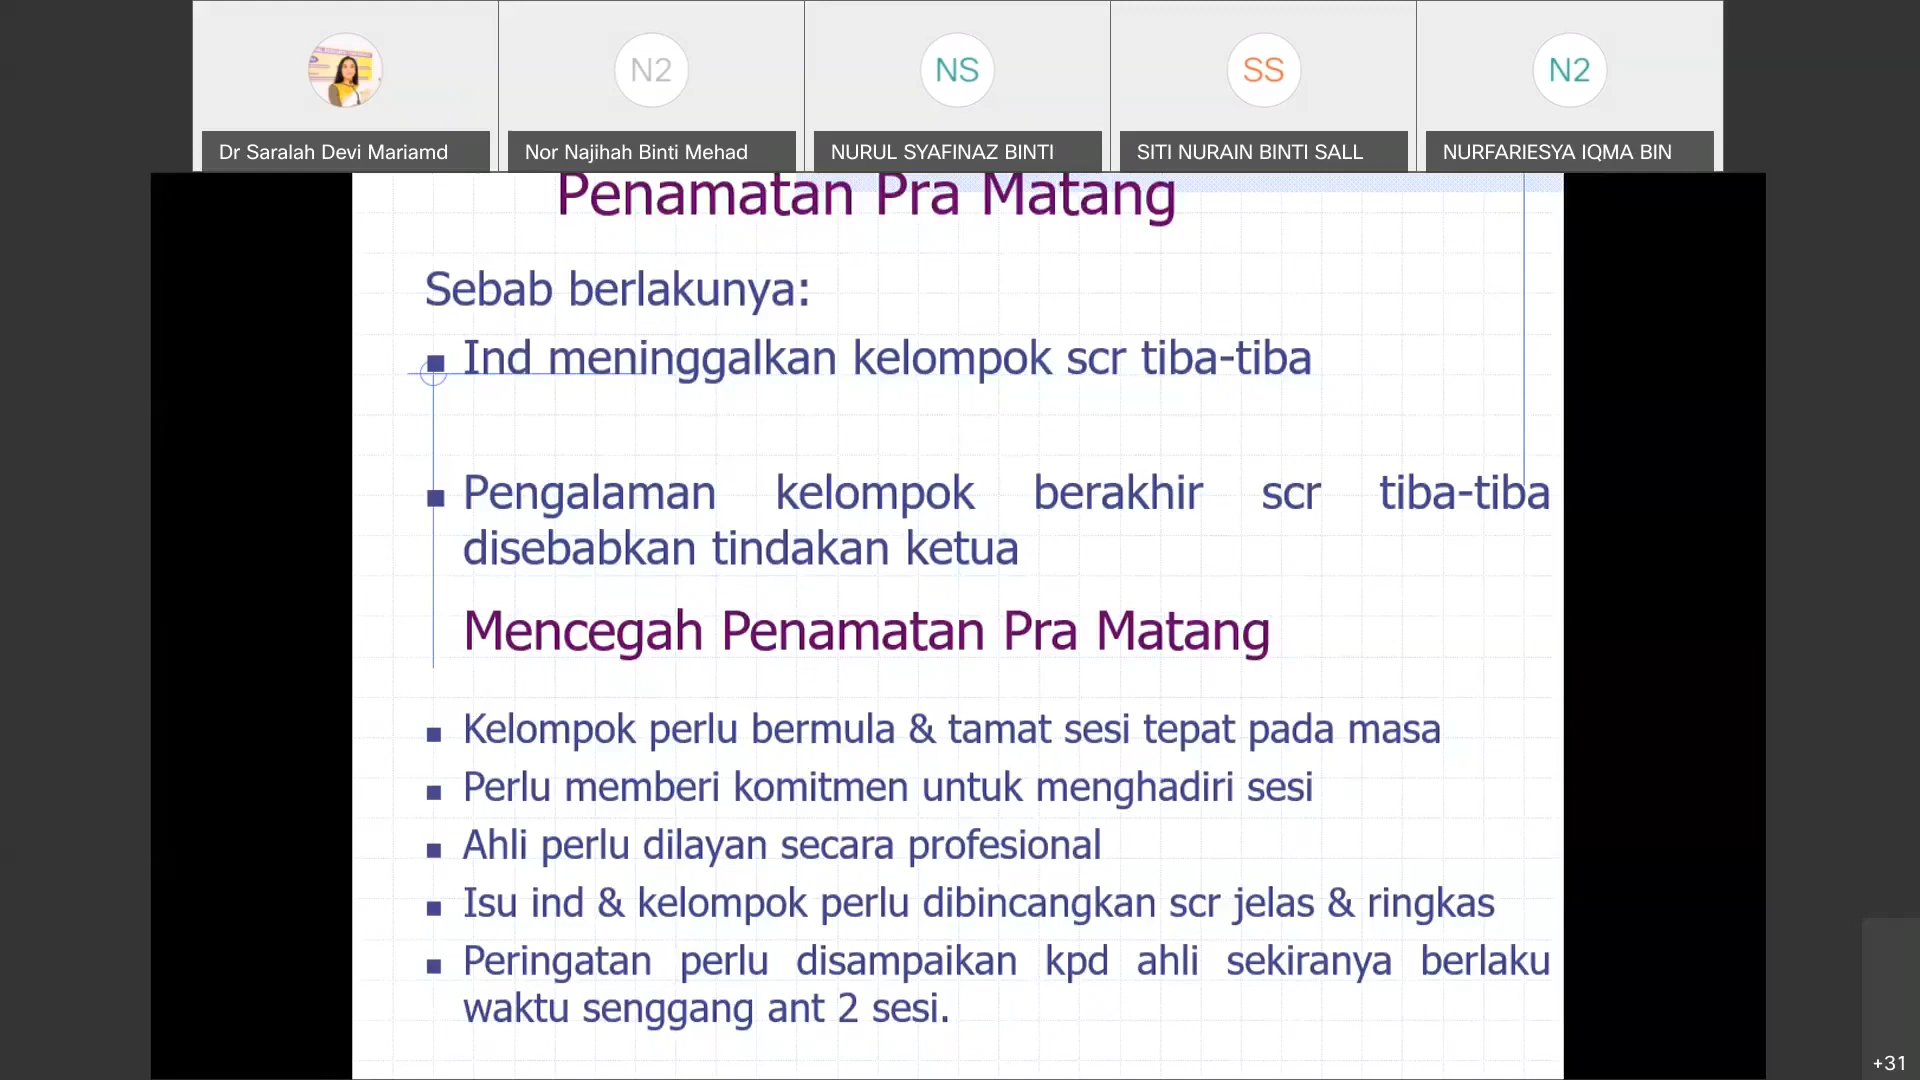 N2
NS
SS
N2
Dr Saralah Devi Mariamd
Nor Najihah Binti Mehad
NURUL SYAFINAZ BINTI
SITI NURAIN BINTI SALL
NURFARIESYA IQMA BIN
Penamatan Pra Matang
Sebab berlakunya:
■ Ind meninggalkan kelompok scr tiba-tiba
■ Pengalaman kelompok berakhir scr tiba-tiba
disebabkan tindakan ketua
Mencegah Penamatan Pra Matang
■ Kelompok perlu bermula & tamat sesi tepat pada masa
■ Perlu memberi komitmen untuk menghadiri sesi
■ Ahli perlu dilayan secara profesional
■ Isu ind & kelompok perlu dibincangkan scr jelas & ringkas
■ Peringatan perlu disampaikan kpd ahli sekiranya berlaku
waktu senggang ant 2 sesi.
+31